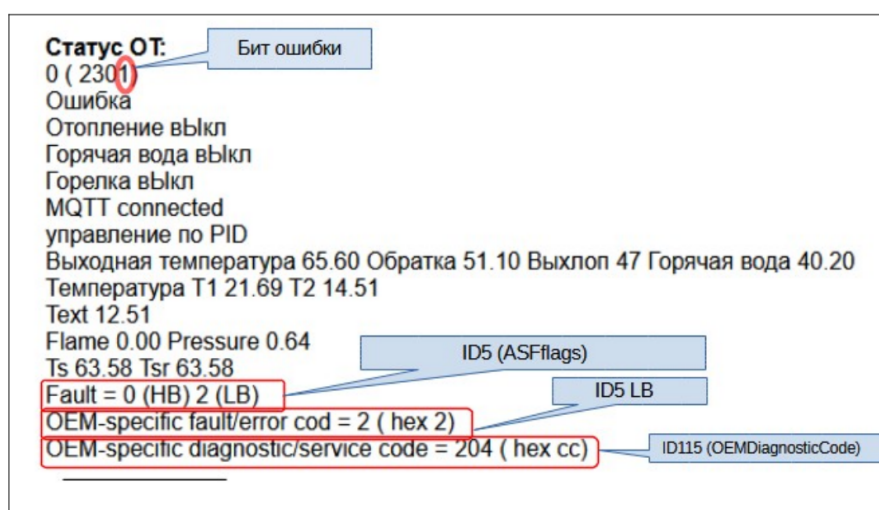 Статус ОТ:
Бит ошибки
0 ( 2301)
Ошибка
Отопление вЫкл
Горячая вода вЫкл
Горелка вЫкл
MQTT connected
управление по PID
Выходная температура 65.60 Обратка 51.10 Выхлоп 47 Горячая вода 40.20
Температура T1 21.69 T2 14.51
Text 12.51
Flame 0.00 Pressure 0.64
ID5 (ASFflags)
Ts 63.58 Tsr 63.58
Fault = 0 (HB) 2 (LB)
ID5 LB
OEM-specific fault/error cod = 2 ( hex 2)
OEM-specific diagnostic/service code = 204 ( hex cc)
ID115 (OEMDiagnosticCode)